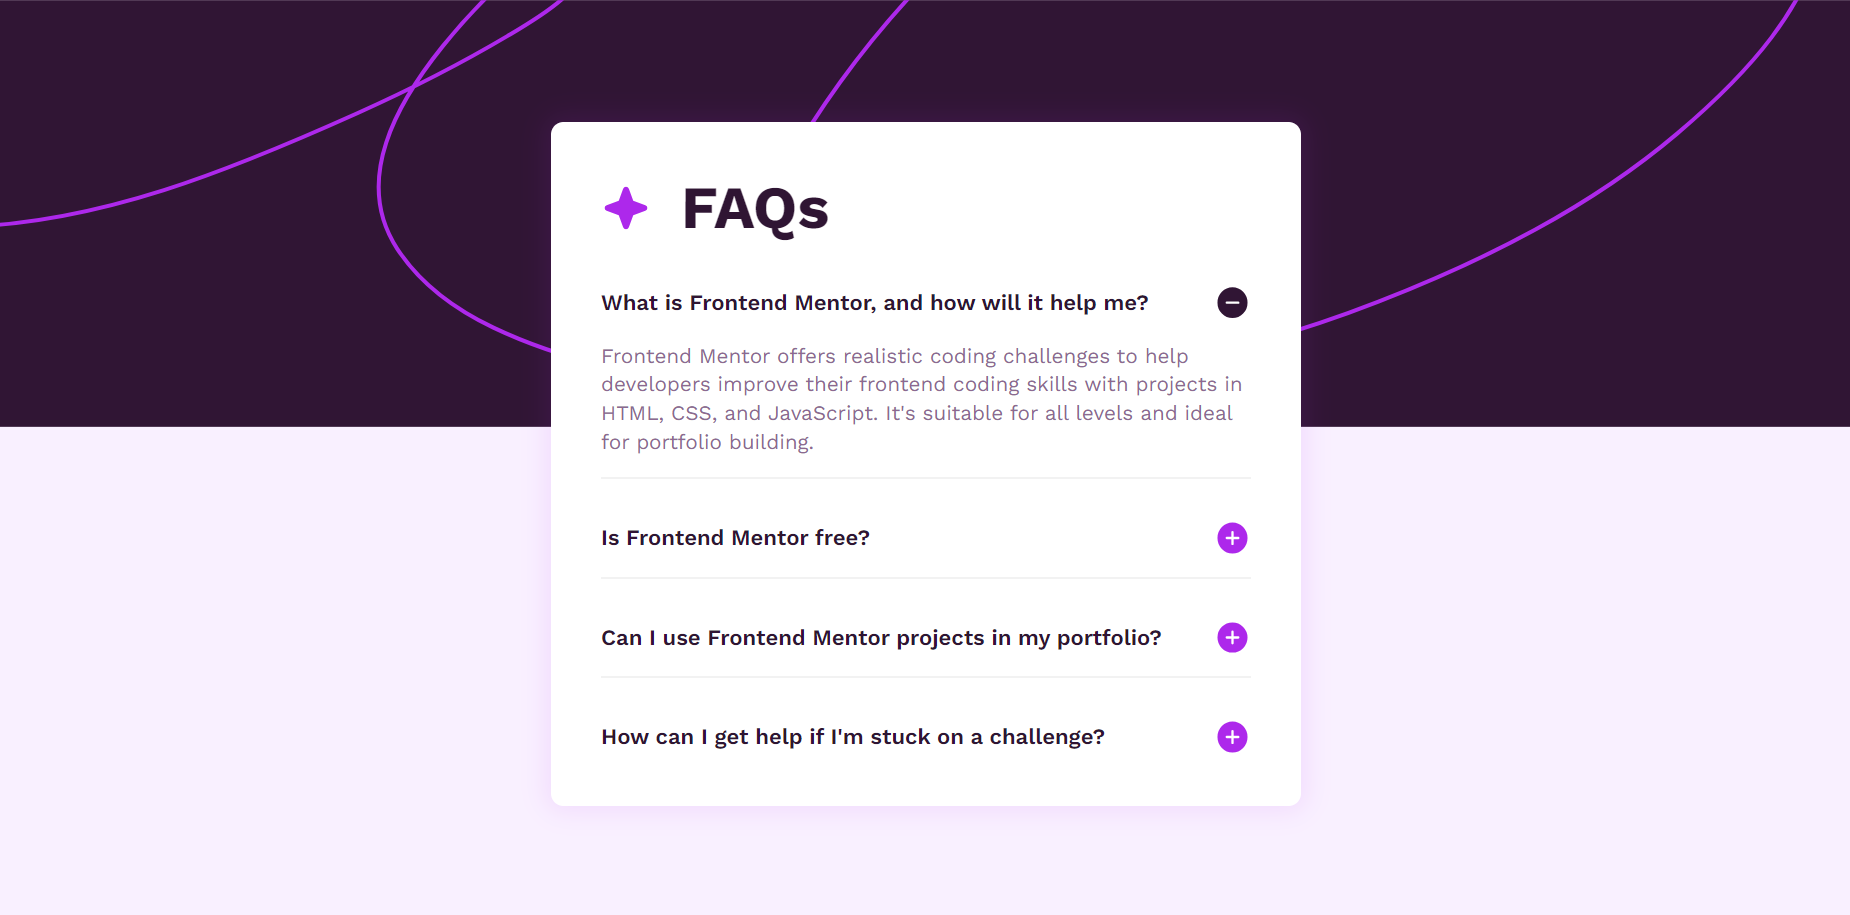 FAQs
What is Frontend Mentor, and how will it help me?
Frontend Mentor offers realistic coding challenges to help
developers improve their frontend coding skills with projects in
HTML, CSS, and JavaScript. It's suitable for all levels and ideal
for portfolio building.
Is Frontend Mentor free?
Can I use Frontend Mentor projects in my portfolio?
How can I get help if I'm stuck on a challenge?